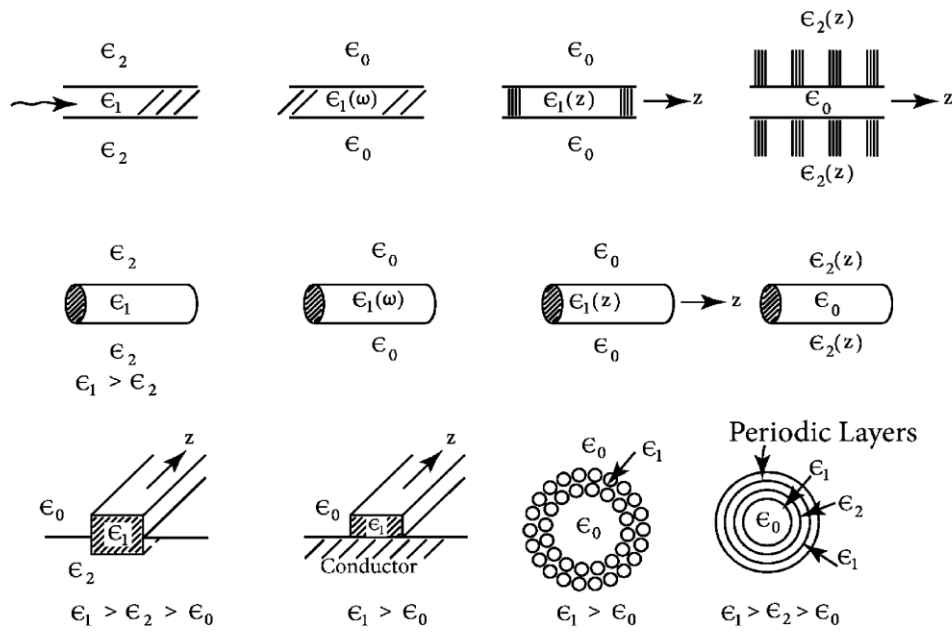 ϵ₂ ϵ₀ ϵ₀ ϵ₂(z)
ϵ₁ ϵ₁(ω) ϵ₁(z) z ϵ₀ z
ϵ₂ ϵ₀ ϵ₀ ϵ₂(z)
ϵ₂ ϵ₀ ϵ₀ ϵ₂(z)
ϵ₁ ϵ₁(ω) ϵ₁(z) z ϵ₀
ϵ₂ ϵ₀ ϵ₀ ϵ₂(z)
ϵ₁ > ϵ₂
z z Periodic Layers
ϵ₀ ϵ₁ ϵ₁
ϵ₀ ϵ₁ ϵ₁ ϵ₀ ϵ₀ ϵ₂
ϵ₂ Conductor ϵ₁
ϵ₁ > ϵ₂ > ϵ₀ ϵ₁ > ϵ₀ ϵ₁ > ϵ₀ ϵ₁ > ϵ₂ > ϵ₀